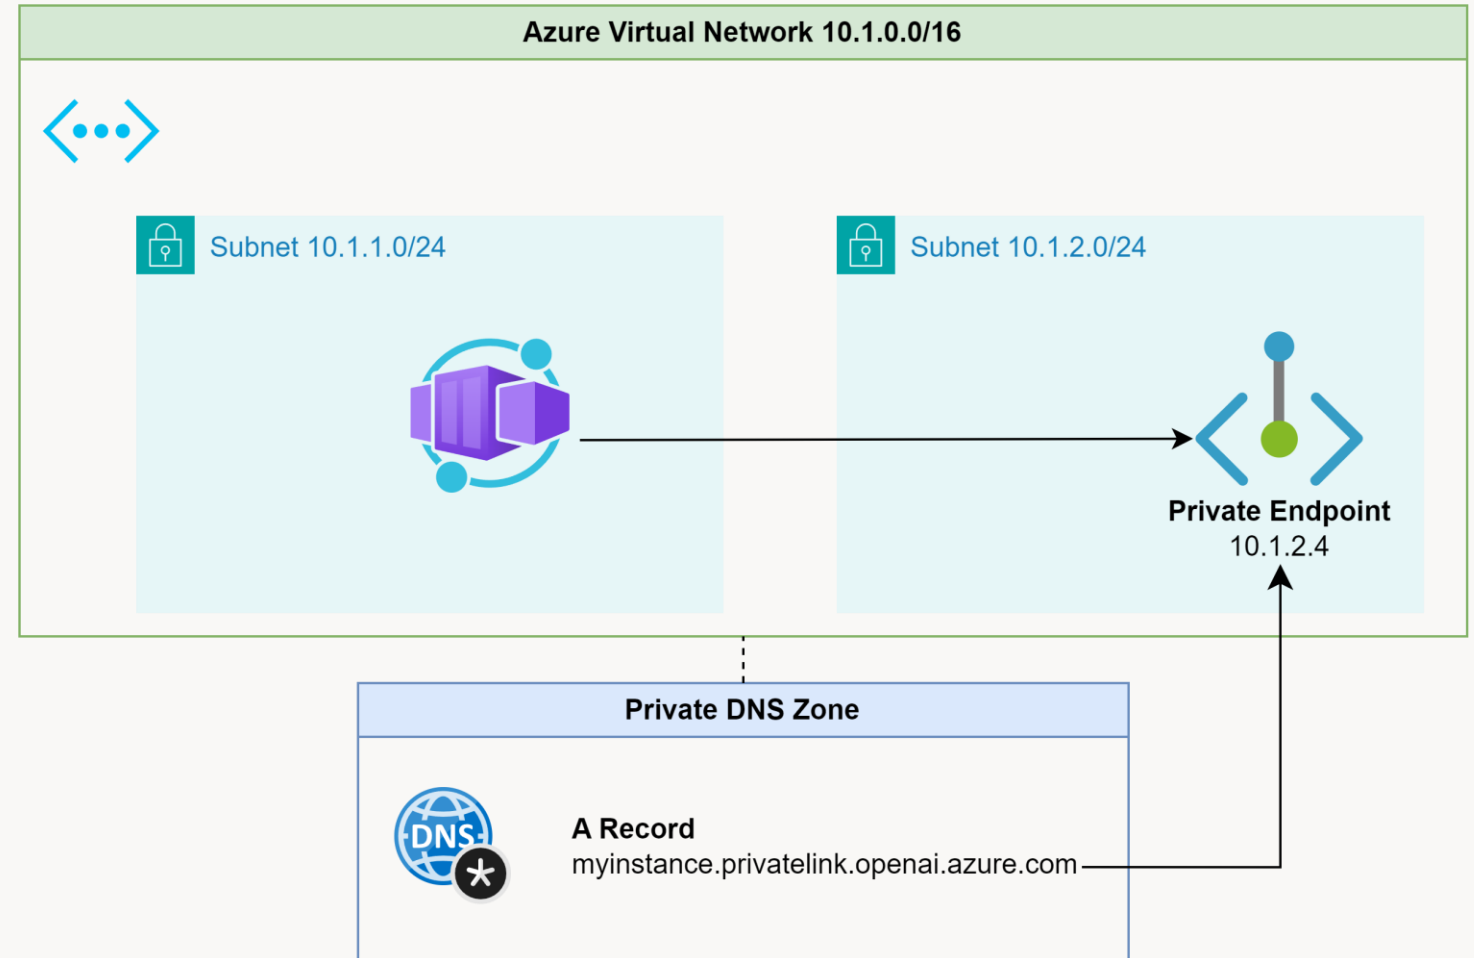 Azure Virtual Network 10.1.0.0/16
Subnet 10.1.1.0/24
Subnet 10.1.2.0/24
Private Endpoint
10.1.2.4
Private DNS Zone
DNS
A Record
myinstance.privatelink.openai.azure.com